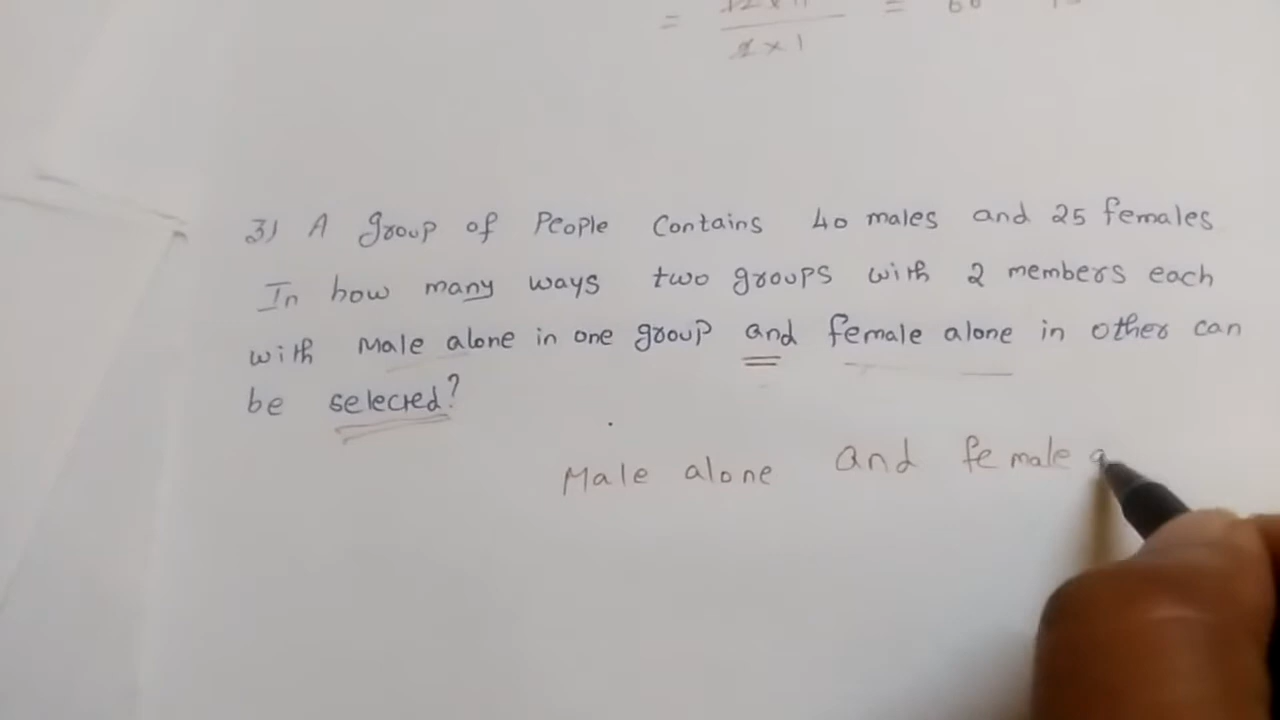 = 2 × 1 =
3) A group of People Contains 40 males and 25 females
In how many ways two groups with 2 members each
with Male alone in one group and female alone in other can
be selected?
Male alone and female a